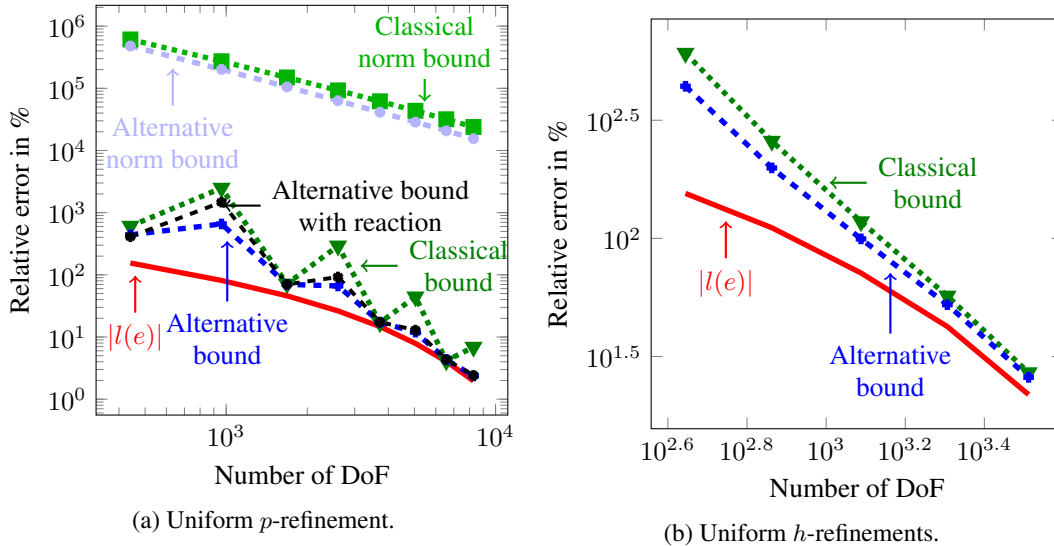 10^6
10^5
10^4
10^3
10^2
10^1
10^0
Relative error in %
Classical
norm bound
Alternative
norm bound
Alternative bound
with reaction
Classical
bound
|l(e)|
Alternative
bound
10^3
10^4
Number of DoF
(a) Uniform p-refinement.
10^2.5
10^2
10^1.5
Relative error in %
Classical
bound
|l(e)|
Alternative
bound
10^2.6
10^2.8
10^3
10^3.2
10^3.4
Number of DoF
(b) Uniform h-refinements.